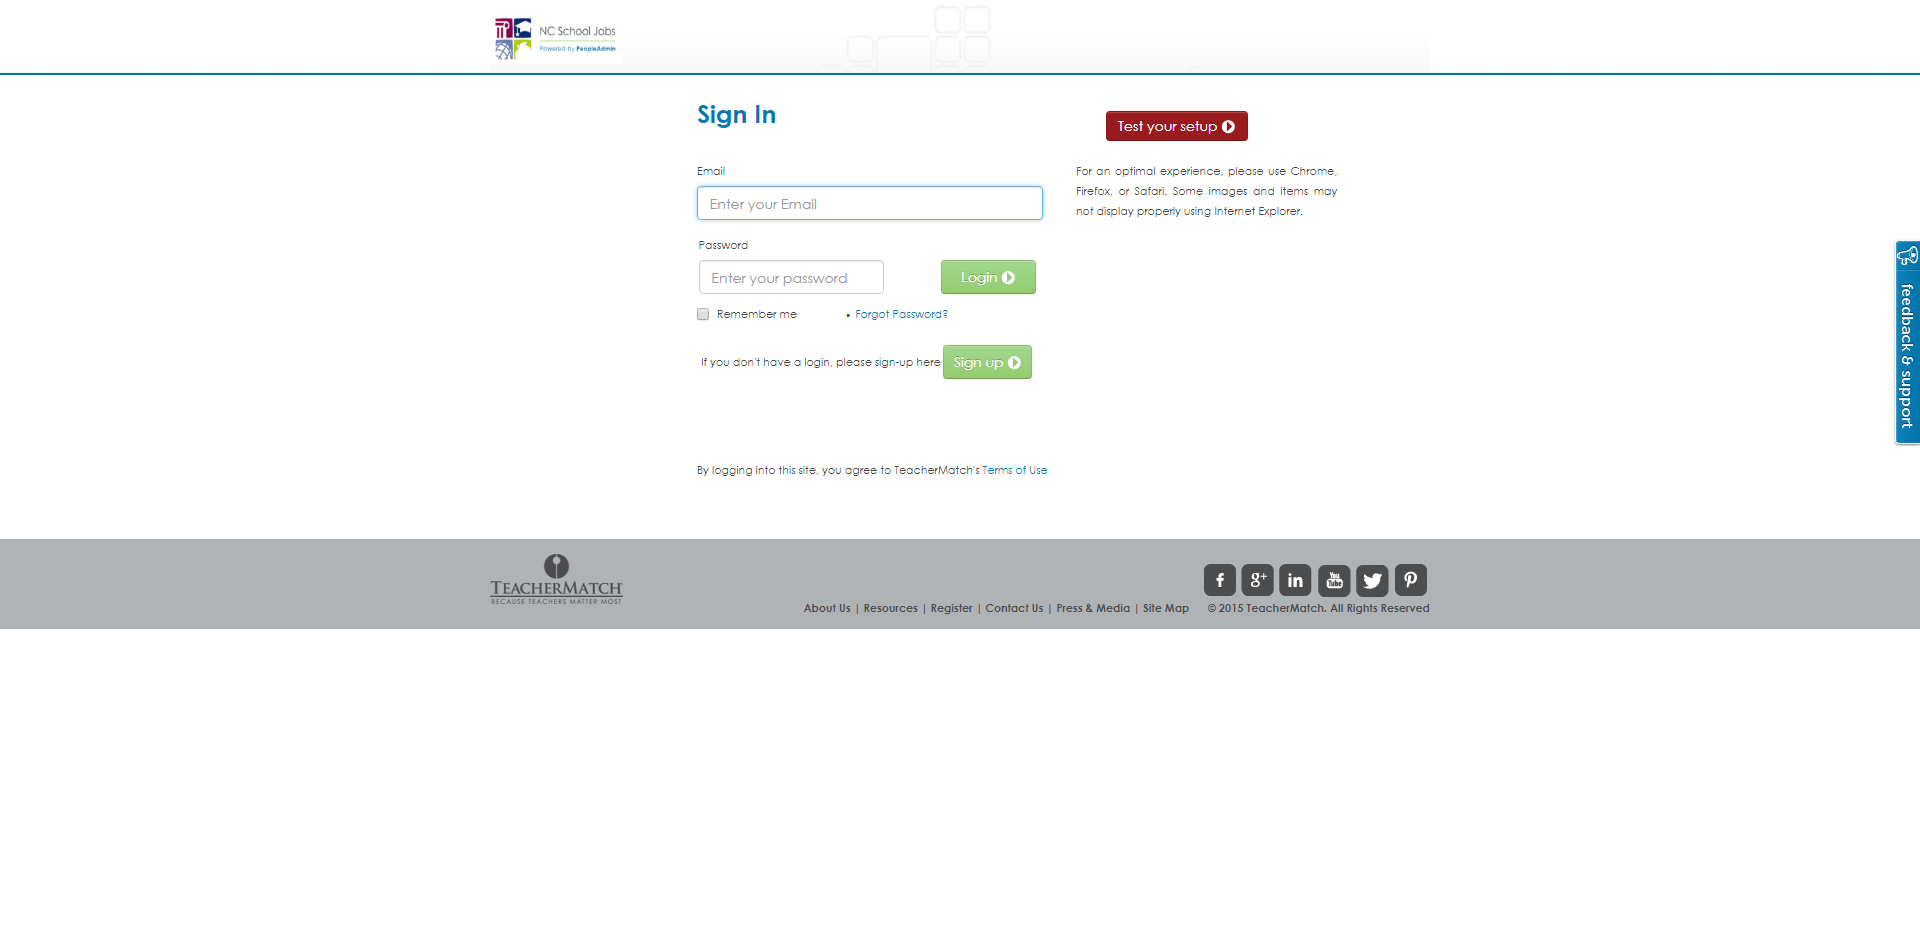 NC School Jobs
Powered by PeopleAdmin
Sign In
Test your setup
Email
Enter your Email
For an optimal experience, please use Chrome,
Firefox, or Safari. Some images and items may
not display properly using Internet Explorer.
Password
Enter your password
Login
Remember me
• Forgot Password?
If you don't have a login, please sign-up here
Sign up
feedback & support
By logging into this site, you agree to TeacherMatch's Terms of Use
TEACHERMATCH
BECAUSE TEACHERS MATTER MOST
f g+ in You Tube
About Us | Resources | Register | Contact Us | Press & Media | Site Map © 2015 TeacherMatch. All Rights Reserved